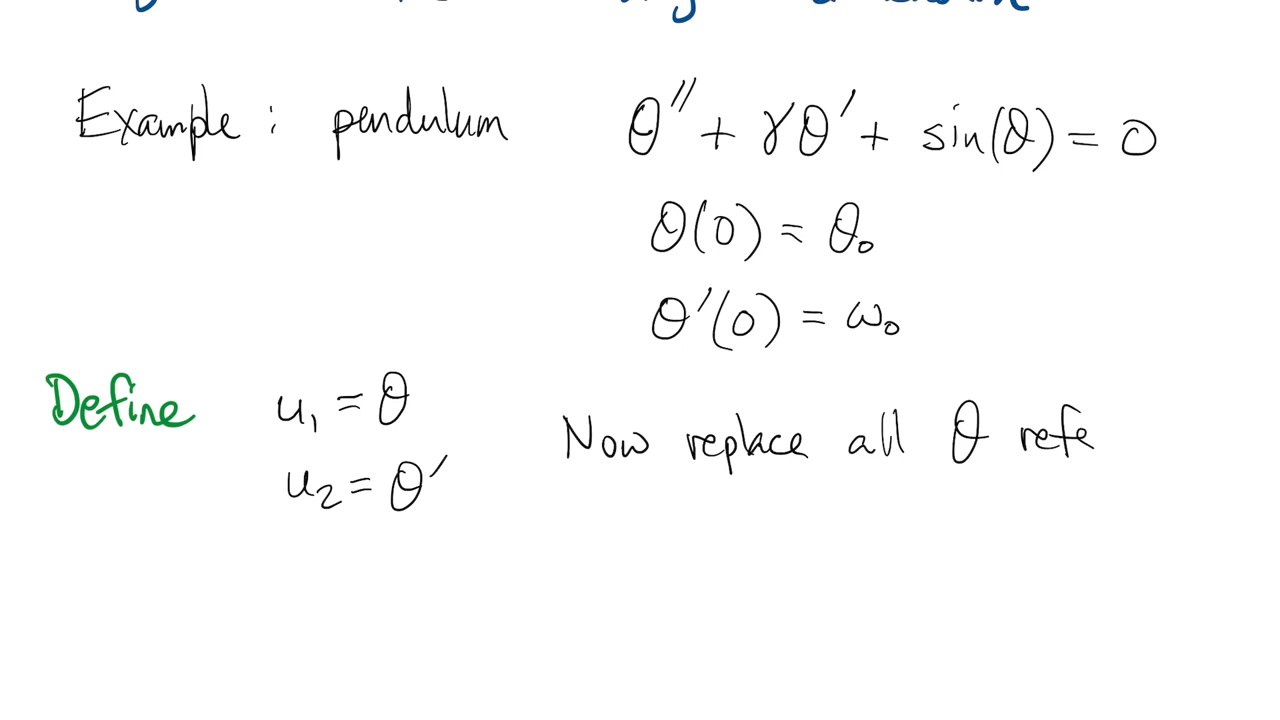 Example: pendulum θ'' + γθ' + sin(θ) = 0
θ(0) = θ₀
θ'(0) = ω₀
Define u₁ = θ
Now replace all θ refe
u₂ = θ'